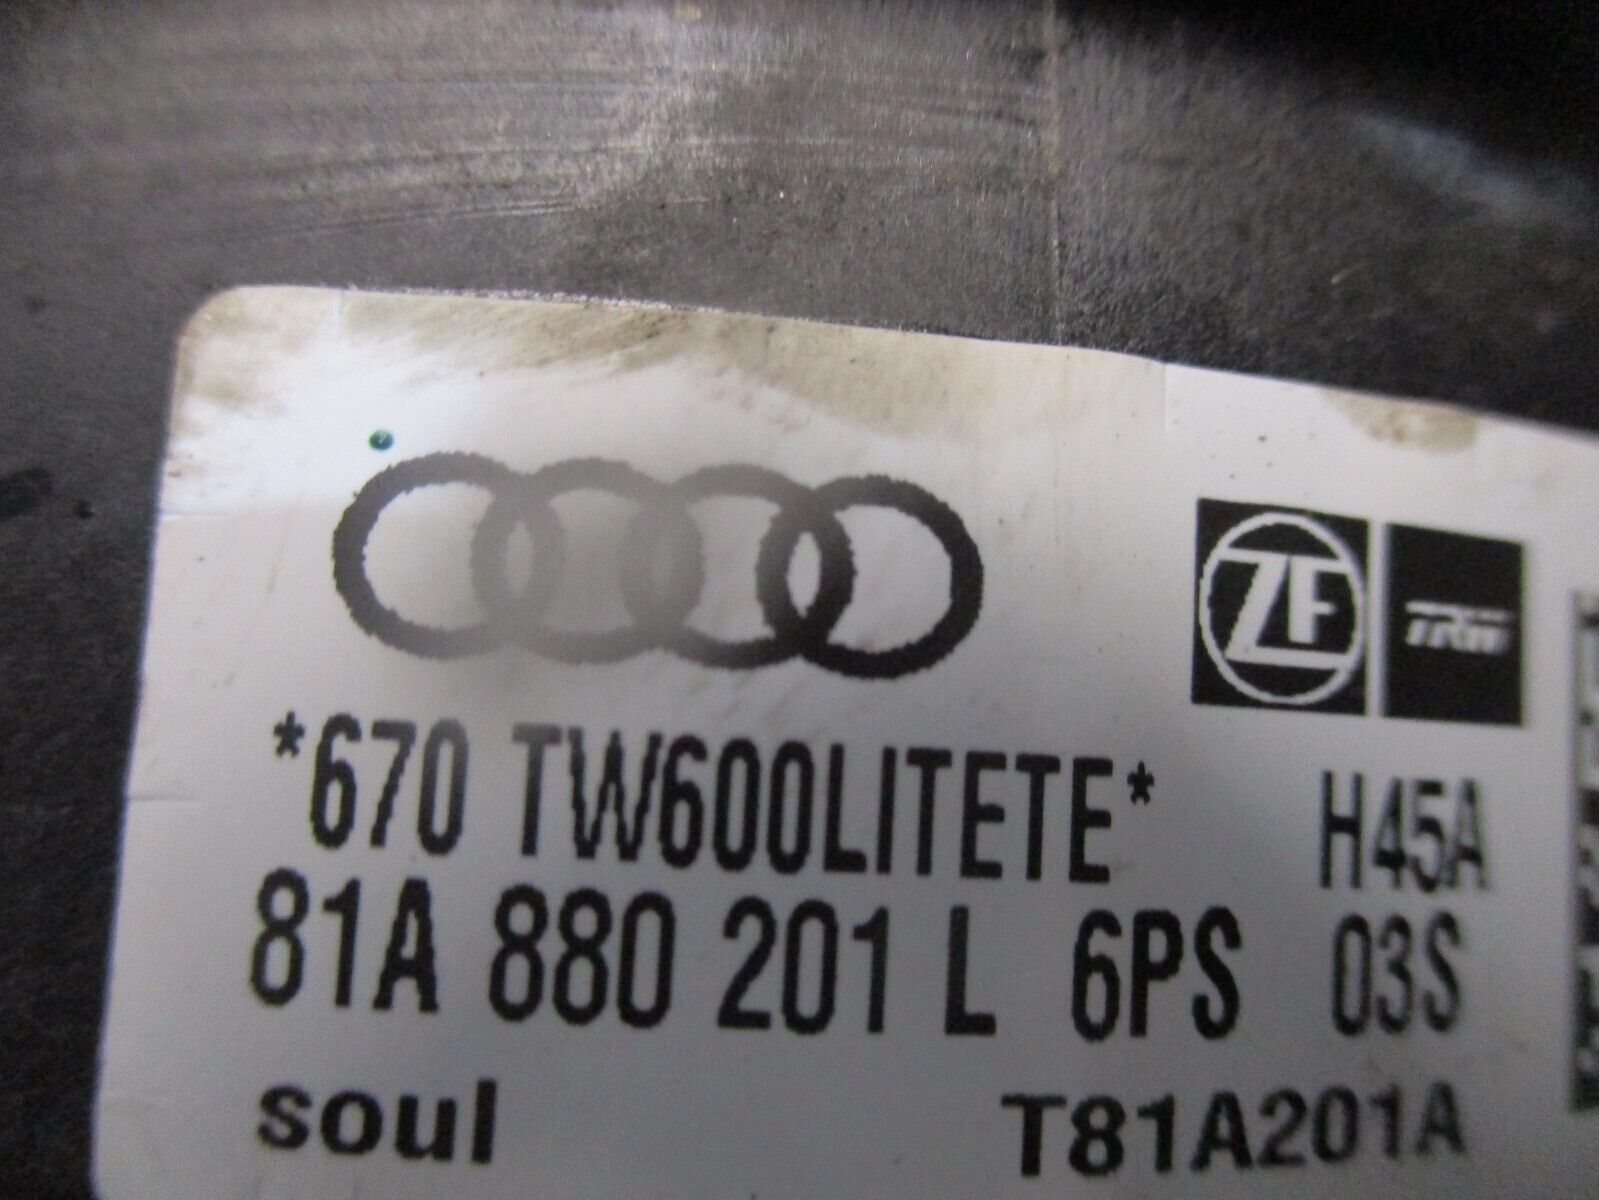 ZF TRW
*670 TW600LITETE* H45A
81A 880 201 L 6PS 03S
soul T81A201A